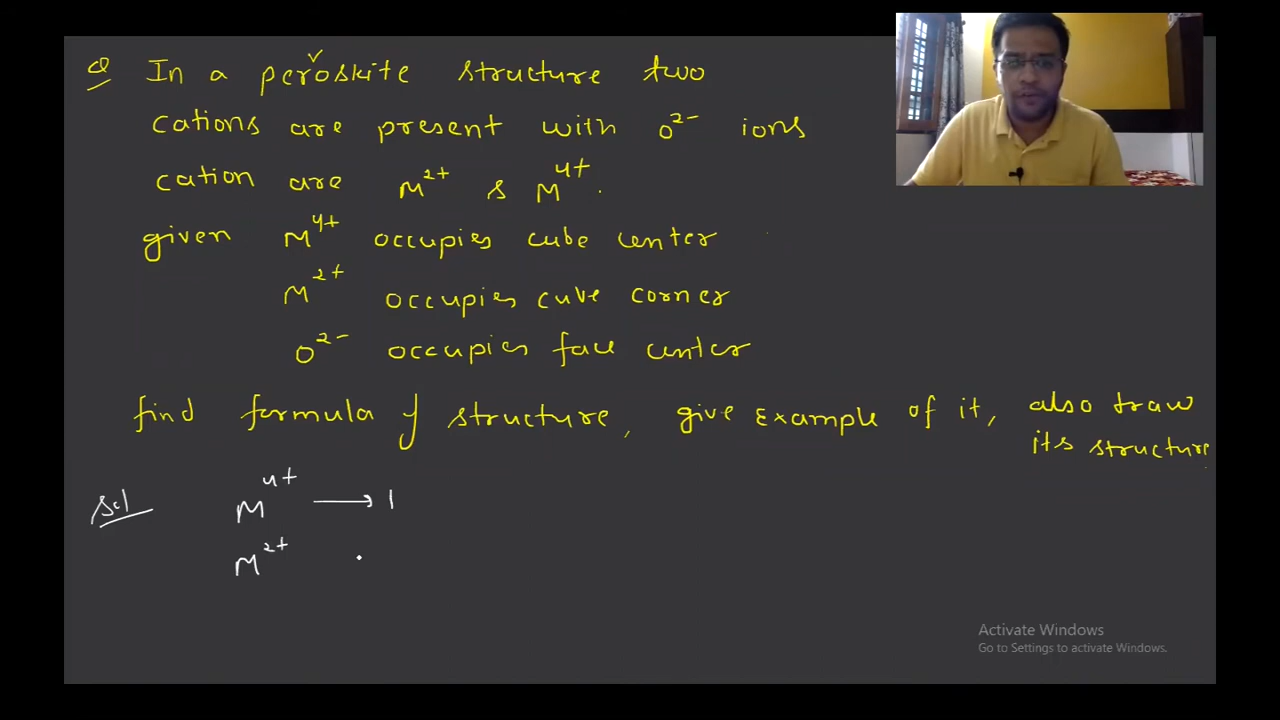 Q In a perovskite structure two
cations are present with O²⁻ ions
cation are M²⁺ & M⁴⁺.
given M⁴⁺ occupies cube center
M²⁺ occupies cube corner
O²⁻ occupies face center
find formula of structure, give Example of it, also draw
its structure
Sol M⁴⁺ → 1
M²⁺
Activate Windows
Go to Settings to activate Windows.